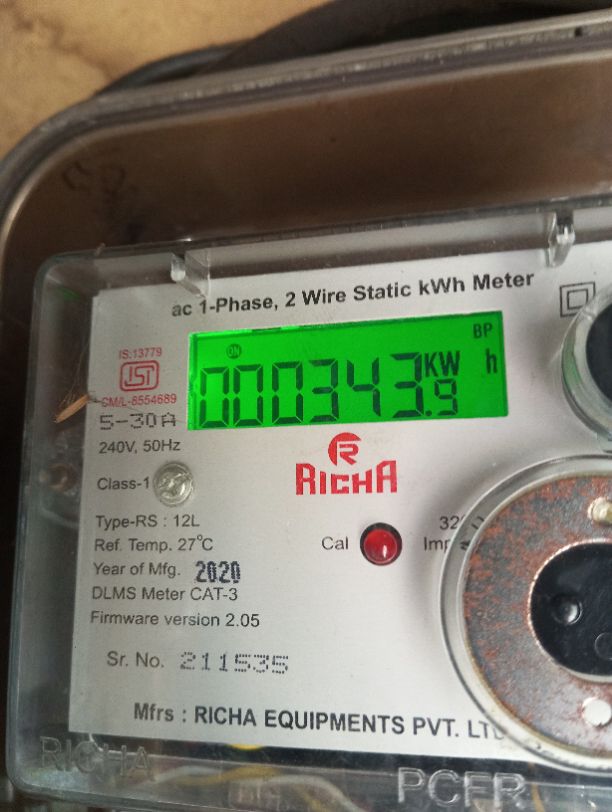 ac 1-Phase, 2 Wire Static kWh Meter
BP
ON
000343.9 KW h
IS:13779
ISI
CM/L-8554689
5-30A
240V, 50Hz
Class-1
RICHA
Type-RS : 12L
Ref. Temp. 27°C
Cal
Year of Mfg. 2020
DLMS Meter CAT-3
Firmware version 2.05
Sr. No. 211535
Mfrs : RICHA EQUIPMENTS PVT. LTD
RICHA